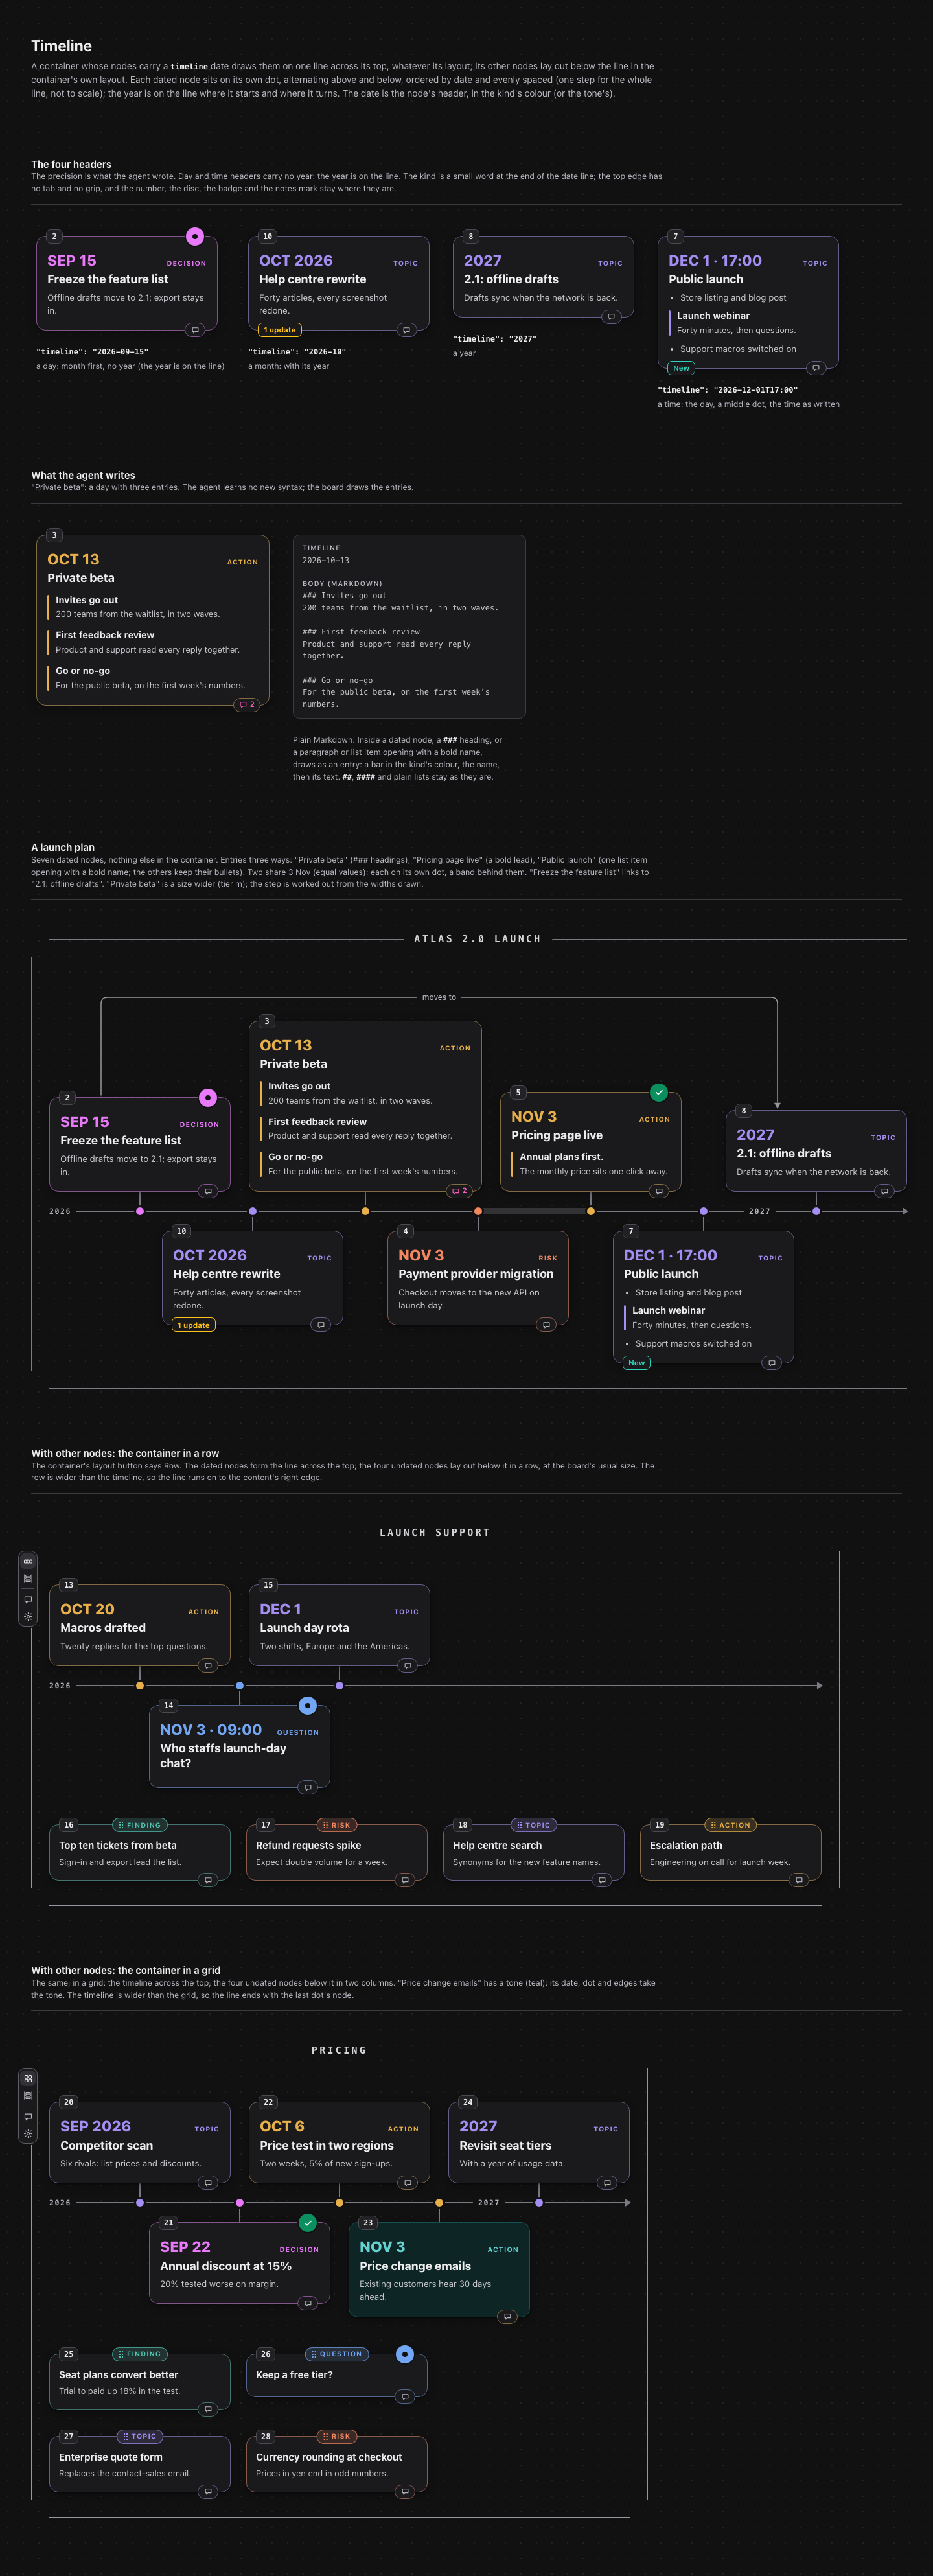 Timeline
A container whose nodes carry a timeline date draws them on one line across its top, whatever its layout; its other nodes lay out below the line in the
container's own layout. Each dated node sits on its own dot, alternating above and below, ordered by date and evenly spaced (one step for the whole
line, not to scale); the year is on the line where it starts and where it turns. The date is the node's header, in the kind's colour (or the tone's).
The four headers
The precision is what the agent wrote. Day and time headers carry no year: the year is on the line. The kind is a small word at the end of the date line; the top edge has
no tab and no grip, and the number, the disc, the badge and the notes mark stay where they are.
2
SEP 15
DECISION
Freeze the feature list
Offline drafts move to 2.1; export stays
in.
"timeline": "2026-09-15"
a day: month first, no year (the year is on the line)
10
OCT 2026
TOPIC
Help centre rewrite
Forty articles, every screenshot
redone.
1 update
"timeline": "2026-10"
a month: with its year
8
2027
TOPIC
2.1: offline drafts
Drafts sync when the network is back.
"timeline": "2027"
a year
7
DEC 1 · 17:00
TOPIC
Public launch
• Store listing and blog post
Launch webinar
Forty minutes, then questions.
• Support macros switched on
New
"timeline": "2026-12-01T17:00"
a time: the day, a middle dot, the time as written
What the agent writes
"Private beta": a day with three entries. The agent learns no new syntax; the board draws the entries.
3
OCT 13
ACTION
Private beta
Invites go out
200 teams from the waitlist, in two waves.
First feedback review
Product and support read every reply together.
Go or no-go
For the public beta, on the first week's numbers.
2
TIMELINE
2026-10-13
BODY (MARKDOWN)
### Invites go out
200 teams from the waitlist, in two waves.
### First feedback review
Product and support read every reply
together.
### Go or no-go
For the public beta, on the first week's
numbers.
Plain Markdown. Inside a dated node, a ### heading, or
a paragraph or list item opening with a bold name,
draws as an entry: a bar in the kind's colour, the name,
then its text. ##, #### and plain lists stay as they are.
A launch plan
Seven dated nodes, nothing else in the container. Entries three ways: "Private beta" (### headings), "Pricing page live" (a bold lead), "Public launch" (one list item
opening with a bold name; the others keep their bullets). Two share 3 Nov (equal values): each on its own dot, a band behind them. "Freeze the feature list" links to
"2.1: offline drafts". "Private beta" is a size wider (tier m); the step is worked out from the widths drawn.
ATLAS 2.0 LAUNCH
moves to
2
SEP 15
DECISION
Freeze the feature list
Offline drafts move to 2.1; export stays
in.
3
OCT 13
ACTION
Private beta
Invites go out
200 teams from the waitlist, in two waves.
First feedback review
Product and support read every reply together.
Go or no-go
For the public beta, on the first week's numbers.
2
5
NOV 3
ACTION
Pricing page live
Annual plans first.
The monthly price sits one click away.
8
2027
TOPIC
2.1: offline drafts
Drafts sync when the network is back.
2026
2027
10
OCT 2026
TOPIC
Help centre rewrite
Forty articles, every screenshot
redone.
1 update
4
NOV 3
RISK
Payment provider migration
Checkout moves to the new API on
launch day.
7
DEC 1 · 17:00
TOPIC
Public launch
• Store listing and blog post
Launch webinar
Forty minutes, then questions.
• Support macros switched on
New
With other nodes: the container in a row
The container's layout button says Row. The dated nodes form the line across the top; the four undated nodes lay out below it in a row, at the board's usual size. The
row is wider than the timeline, so the line runs on to the content's right edge.
LAUNCH SUPPORT
13
OCT 20
ACTION
Macros drafted
Twenty replies for the top questions.
15
DEC 1
TOPIC
Launch day rota
Two shifts, Europe and the Americas.
2026
14
NOV 3 · 09:00
QUESTION
Who staffs launch-day
chat?
16
FINDING
Top ten tickets from beta
Sign-in and export lead the list.
17
RISK
Refund requests spike
Expect double volume for a week.
18
TOPIC
Help centre search
Synonyms for the new feature names.
19
ACTION
Escalation path
Engineering on call for launch week.
With other nodes: the container in a grid
The same, in a grid: the timeline across the top, the four undated nodes below it in two columns. "Price change emails" has a tone (teal): its date, dot and edges take
the tone. The timeline is wider than the grid, so the line ends with the last dot's node.
PRICING
20
SEP 2026
TOPIC
Competitor scan
Six rivals: list prices and discounts.
22
OCT 6
ACTION
Price test in two regions
Two weeks, 5% of new sign-ups.
24
2027
TOPIC
Revisit seat tiers
With a year of usage data.
2026
2027
21
SEP 22
DECISION
Annual discount at 15%
20% tested worse on margin.
23
NOV 3
ACTION
Price change emails
Existing customers hear 30 days
ahead.
25
FINDING
Seat plans convert better
Trial to paid up 18% in the test.
26
QUESTION
Keep a free tier?
27
TOPIC
Enterprise quote form
Replaces the contact-sales email.
28
RISK
Currency rounding at checkout
Prices in yen end in odd numbers.